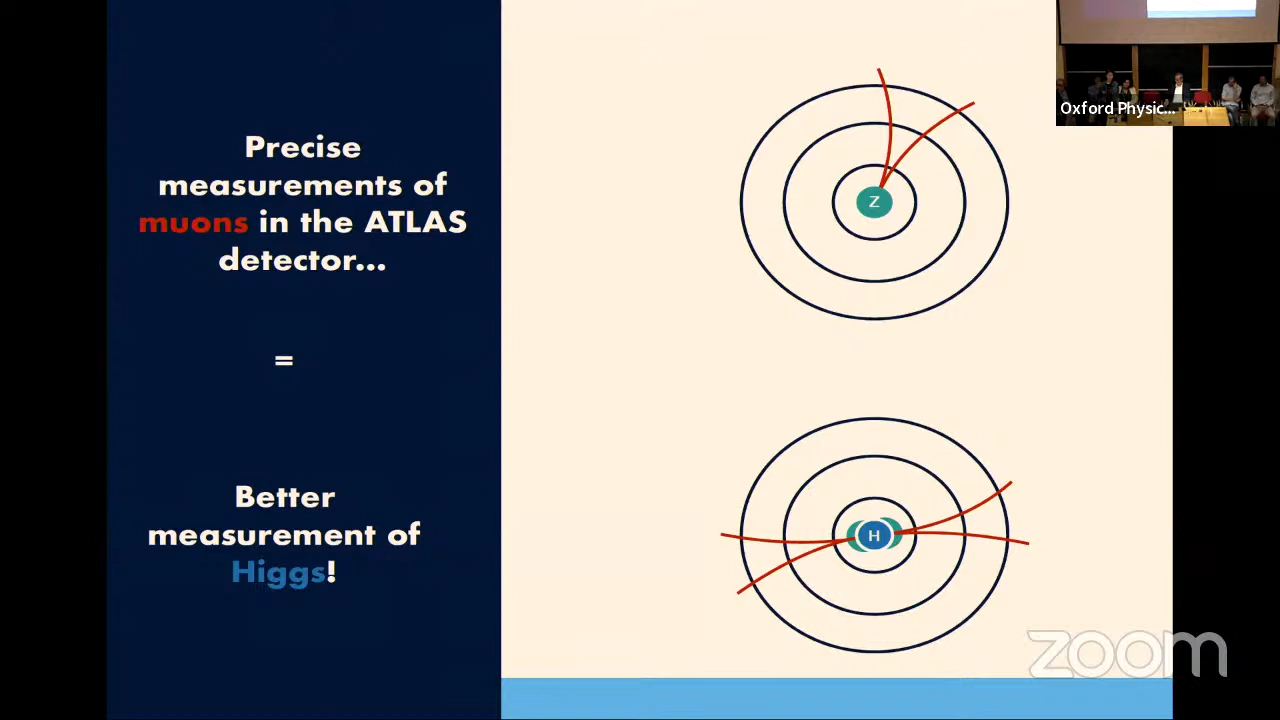 Precise
measurements of
muons in the ATLAS
detector...
=
Better
measurement of
Higgs!
Z
H
Oxford Physic...
zoom